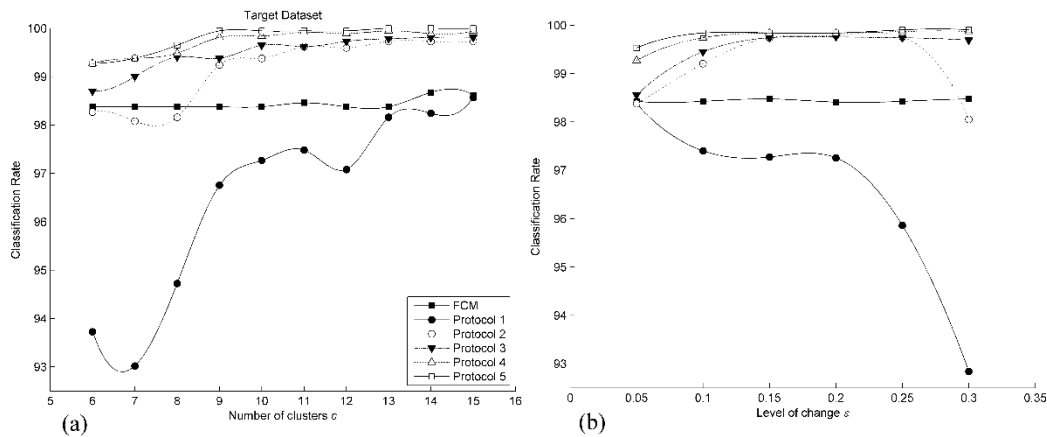 Target Dataset
100
99
98
97
96
95
94
93
Classification Rate
5 6 7 8 9 10 11 12 13 14 15 16
Number of clusters c
FCM
Protocol 1
Protocol 2
Protocol 3
Protocol 4
Protocol 5
(a)
100
99
98
97
96
95
94
93
Classification Rate
0 0.05 0.1 0.15 0.2 0.25 0.3 0.35
Level of change ε
(b)